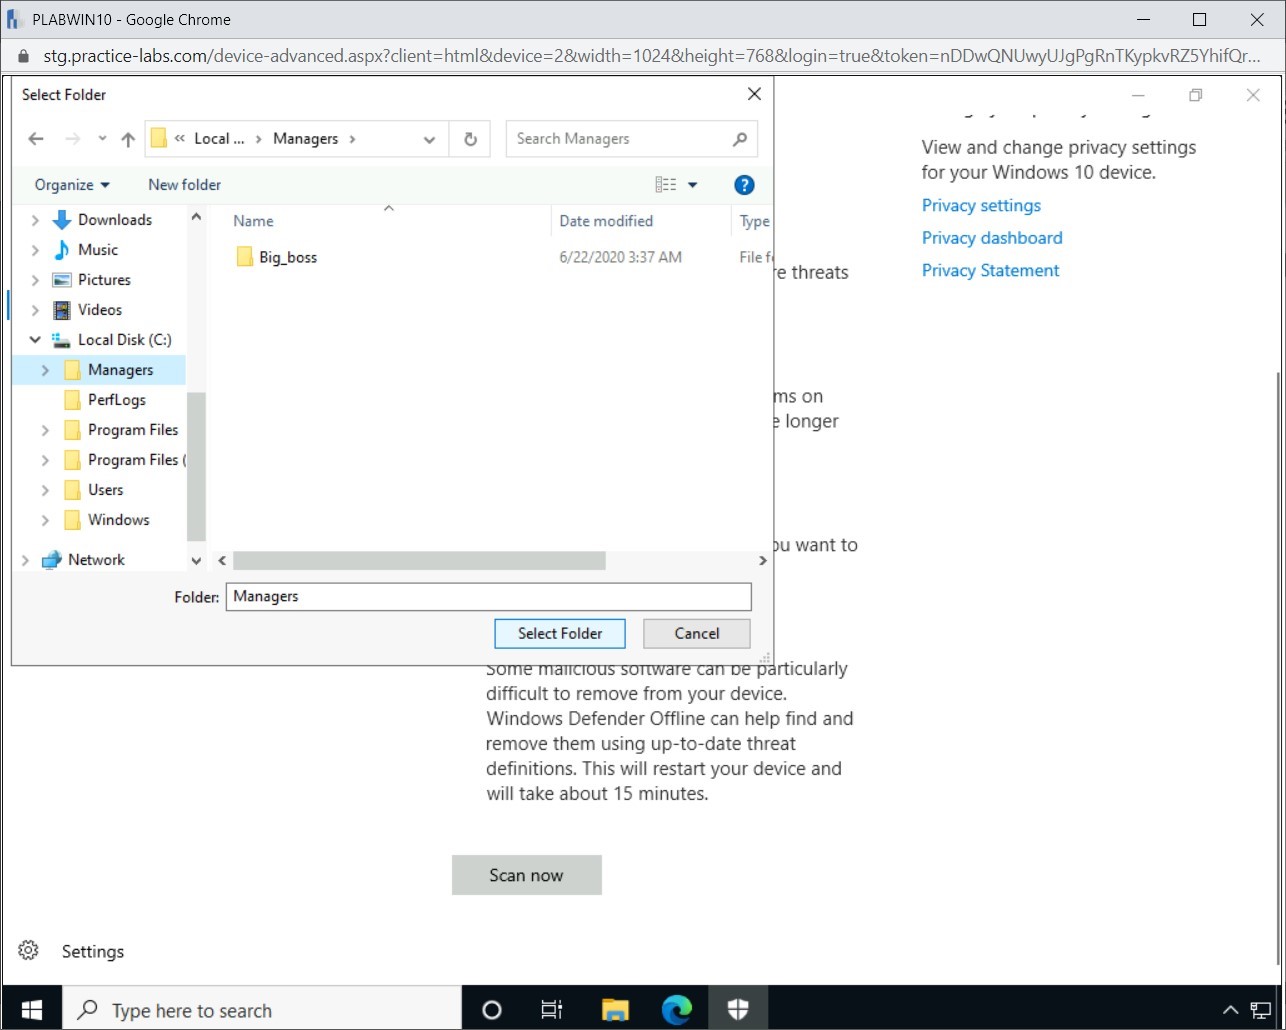 PLABWIN10 - Google Chrome
stg.practice-labs.com/device-advanced.aspx?client=html&device=2&width=1024&height=768&login=true&token=nDDwQNUwyUJgPgRnTKypkvRZ5YhifQr...
Select Folder
« Local ... > Managers >
Search Managers
Organize
New folder
?
Name
Date modified
Type
Downloads
Music
Pictures
Videos
Local Disk (C:)
Managers
PerfLogs
Program Files
Program Files (
Users
Windows
Network
Big_boss
6/22/2020 3:37 AM
File f
Folder:
Managers
Select Folder
Cancel
View and change privacy settings
for your Windows 10 device.
Privacy settings
Privacy dashboard
Privacy Statement
re threats
ms on
e longer
ou want to
Some malicious software can be particularly
difficult to remove from your device.
Windows Defender Offline can help find and
remove them using up-to-date threat
definitions. This will restart your device and
will take about 15 minutes.
Scan now
Settings
Type here to search